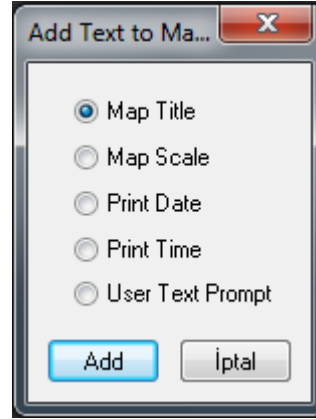 Add Text to Ma...
Map Title
Map Scale
Print Date
Print Time
User Text Prompt
Add
İptal